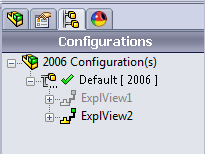 Configurations
2006 Configuration(s)
Default [ 2006 ]
ExplView1
ExplView2